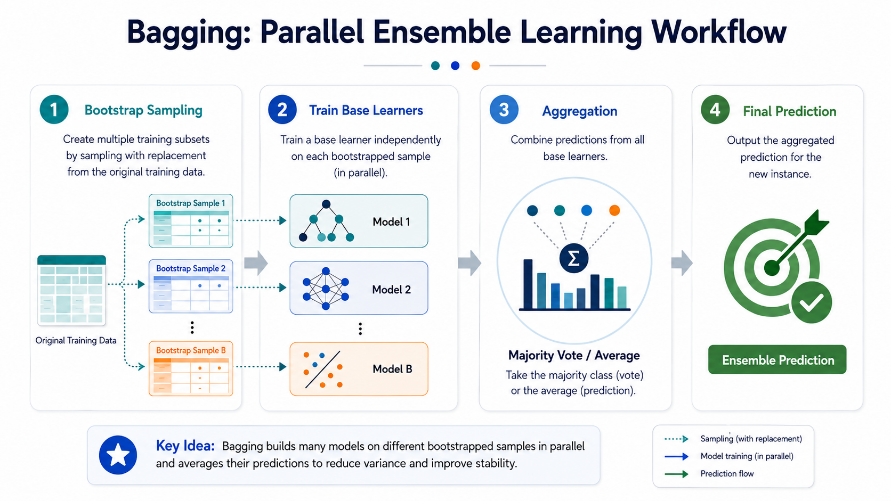 Bagging: Parallel Ensemble Learning Workflow
1
Bootstrap Sampling
Create multiple training subsets
by sampling with replacement
from the original training data.
Original Training Data
Bootstrap Sample 1
Bootstrap Sample 2
Bootstrap Sample B
2
Train Base Learners
Train a base learner independently
on each bootstrapped sample
(in parallel).
Model 1
Model 2
Model B
3
Aggregation
Combine predictions from all
base learners.
Σ
Majority Vote / Average
Take the majority class (vote)
or the average (prediction).
4
Final Prediction
Output the aggregated
prediction for the
new instance.
Ensemble Prediction
Key Idea: Bagging builds many models on different bootstrapped samples in parallel
and averages their predictions to reduce variance and improve stability.
Sampling (with replacement)
Model training (in parallel)
Prediction flow